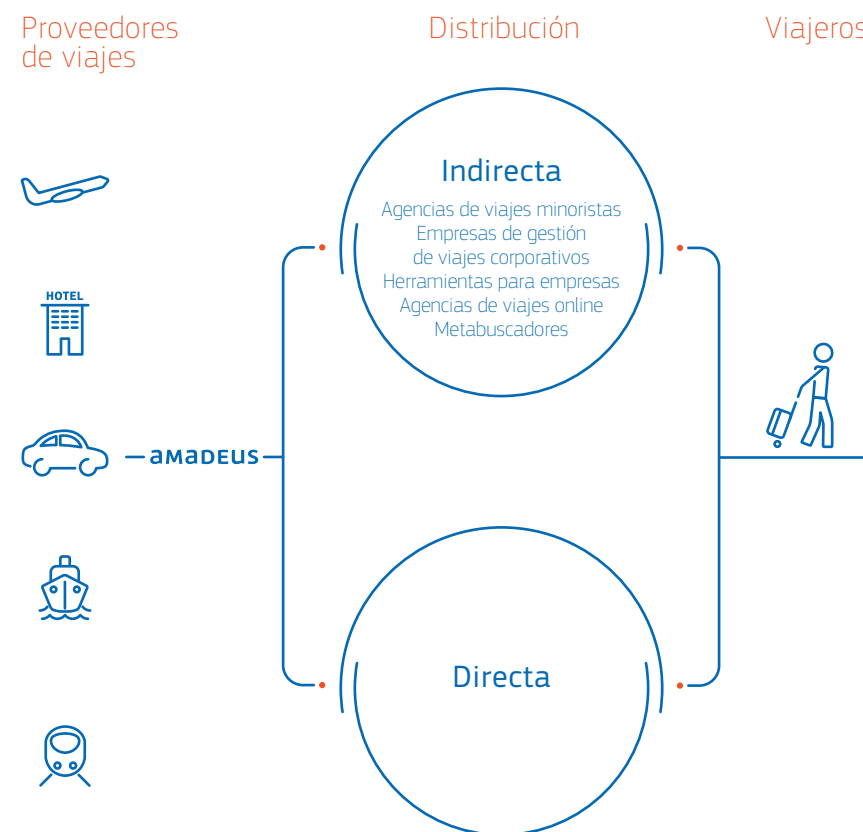 Proveedores
de viajes
Distribución
Viajeros
Indirecta
Agencias de viajes minoristas
Empresas de gestión
de viajes corporativos
Herramientas para empresas
Agencias de viajes online
Metabuscadores
HOTEL
amadeus
Directa